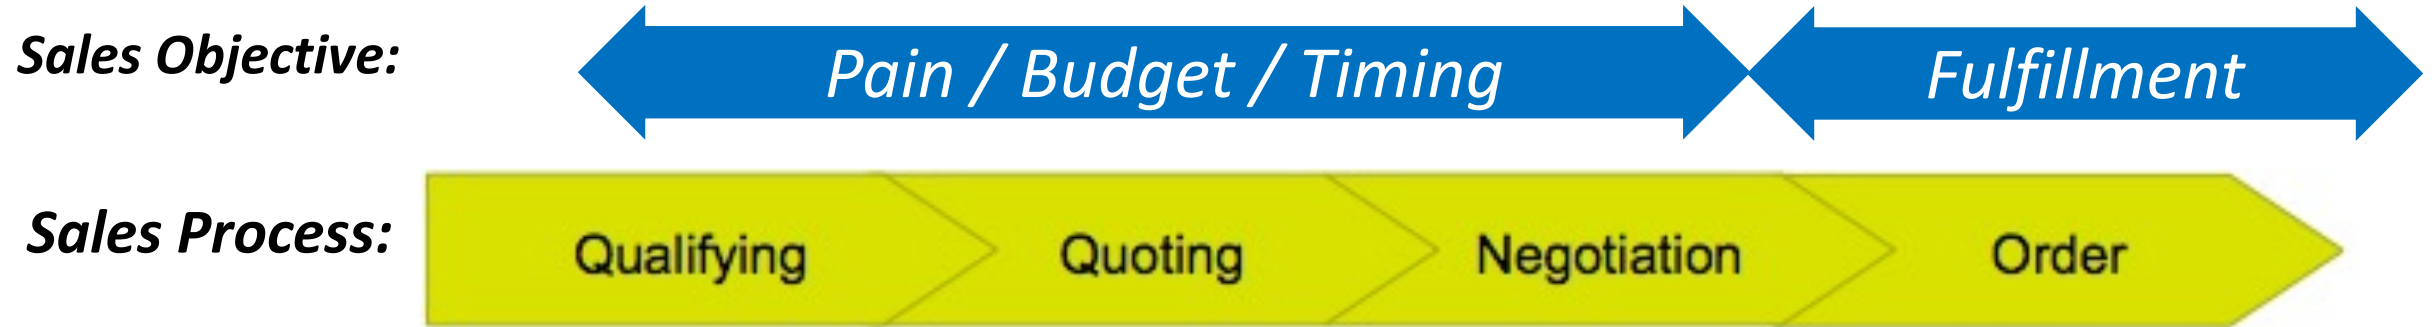 Sales Objective:
Pain / Budget / Timing
Fulfillment
Sales Process:
Qualifying
Quoting
Negotiation
Order